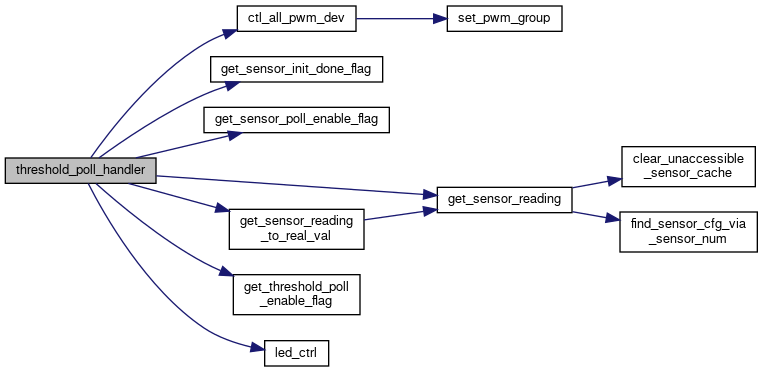 ctl_all_pwm_dev
set_pwm_group
get_sensor_init_done_flag
get_sensor_poll_enable_flag
threshold_poll_handler
get_sensor_reading
clear_unaccessible
_sensor_cache
find_sensor_cfg_via
_sensor_num
get_sensor_reading
_to_real_val
get_threshold_poll
_enable_flag
led_ctrl